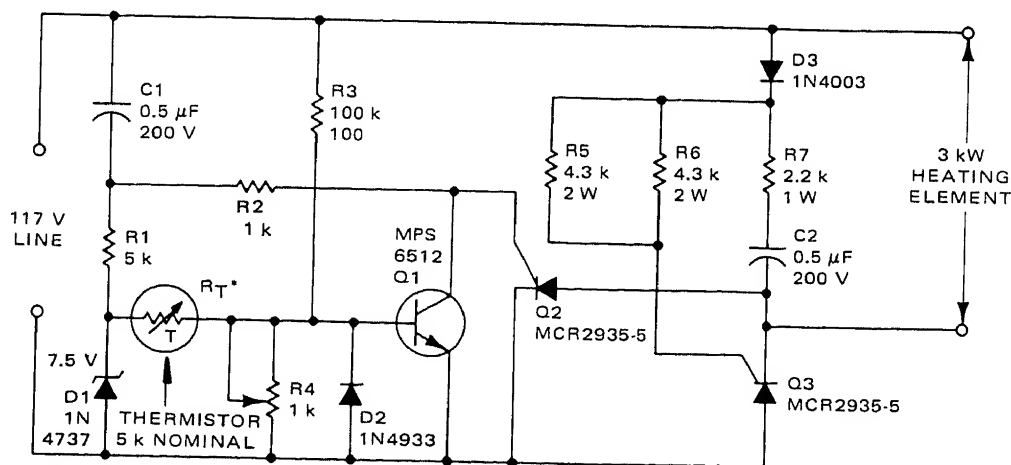 C1
0.5 μF
200 V
R3
100 k
100
D3
1N4003
R5
4.3 k
2 W
R6
4.3 k
2 W
R7
2.2 k
1 W
3 kW
HEATING
ELEMENT
117 V
LINE
R1
5 k
R2
1 k
MPS
6512
Q1
C2
0.5 μF
200 V
RT*
T
Q2
MCR2935-5
7.5 V
D1
1N
4737
THERMISTOR
5 k NOMINAL
R4
1 k
D2
1N4933
Q3
MCR2935-5